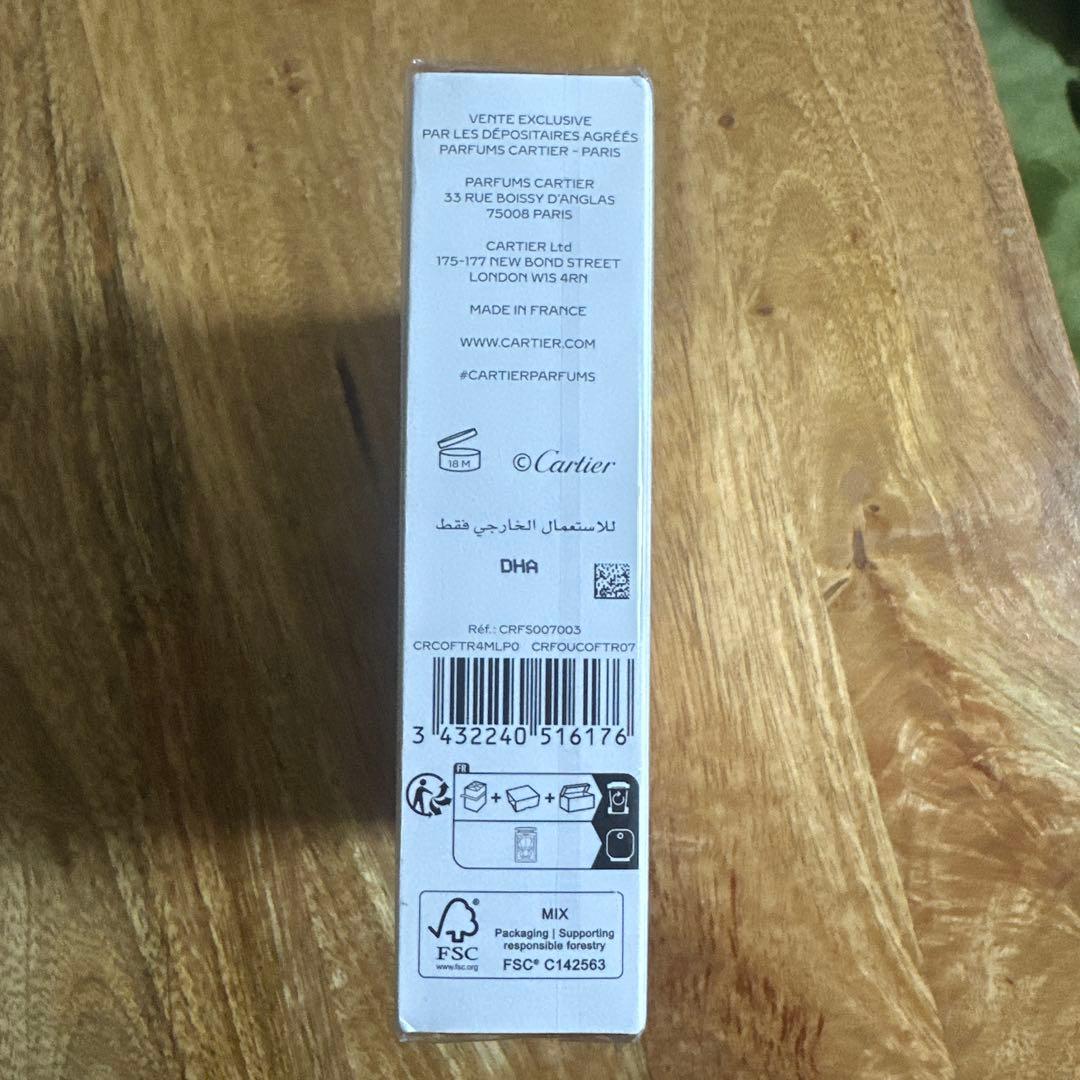 VENTE EXCLUSIVE
PAR LES DÉPOSITAIRES AGRÉÉS
PARFUMS CARTIER - PARIS
PARFUMS CARTIER
33 RUE BOISSY D'ANGLAS
75008 PARIS
CARTIER Ltd
175-177 NEW BOND STREET
LONDON W1S 4RN
MADE IN FRANCE
WWW.CARTIER.COM
#CARTIERPARFUMS
18 M
©Cartier
للاستعمال الخارجي فقط
DHA
Réf.: CRFS007003
CRCOFTR4MLP0 CRFOUCOFTR07
3 432240 516176
FR
+ +
MIX
Packaging | Supporting
responsible forestry
FSC® C142563
FSC®
www.fsc.org